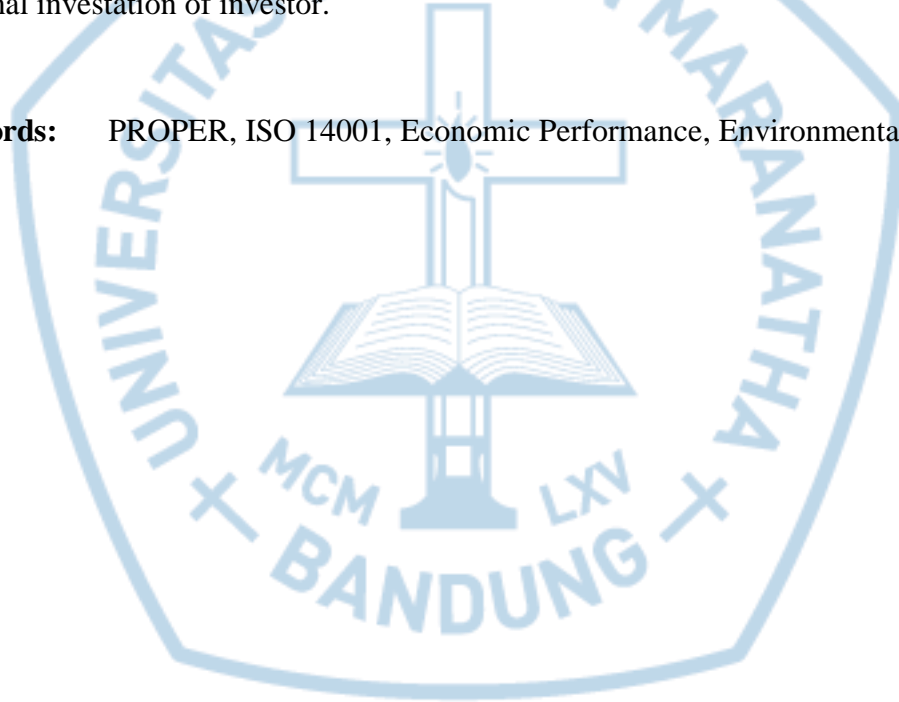 nal investation of investor.
ords: PROPER, ISO 14001, Economic Performance, Environmenta
UNIVERSITAS
MARANATHA
MCM LXV
BANDUNG